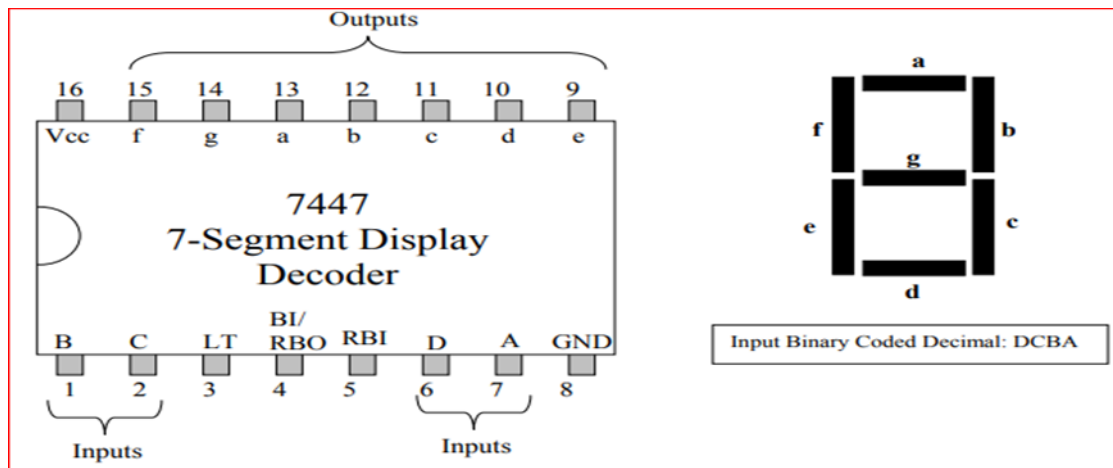 Outputs
16 15 14 13 12 11 10 9
Vcc f g a b c d e
7447
7-Segment Display
Decoder
B C LT BI/
RBO RBI D A GND
1 2 3 4 5 6 7 8
Inputs Inputs
a
f b
g
e c
d
Input Binary Coded Decimal: DCBA